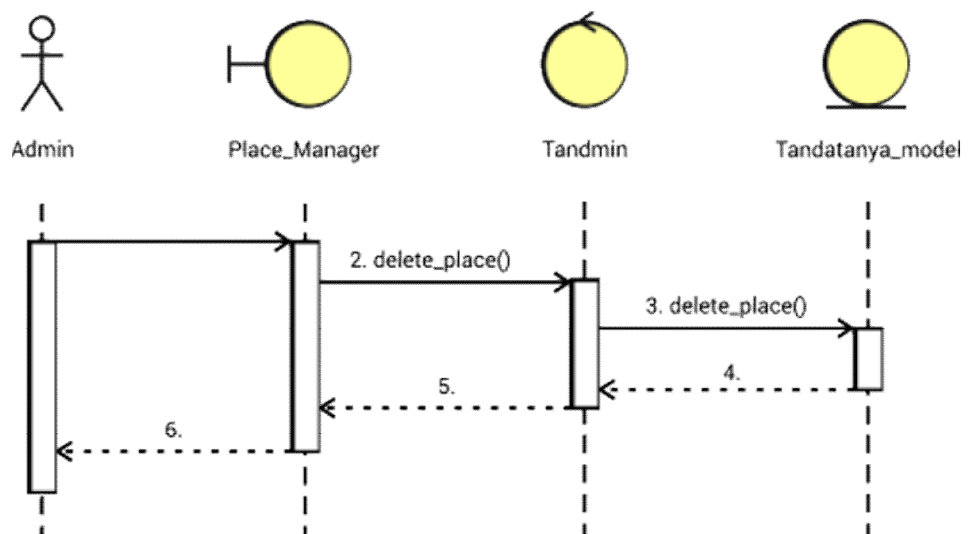 Admin
Place_Manager
Tandmin
Tandatanya_model
2. delete_place()
3. delete_place()
4.
5.
6.